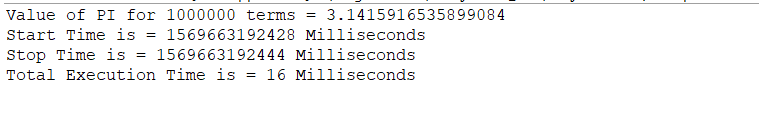 Value of PI for 1000000 terms = 3.1415916535899084
Start Time is = 1569663192428 Milliseconds
Stop Time is = 1569663192444 Milliseconds
Total Execution Time is = 16 Milliseconds